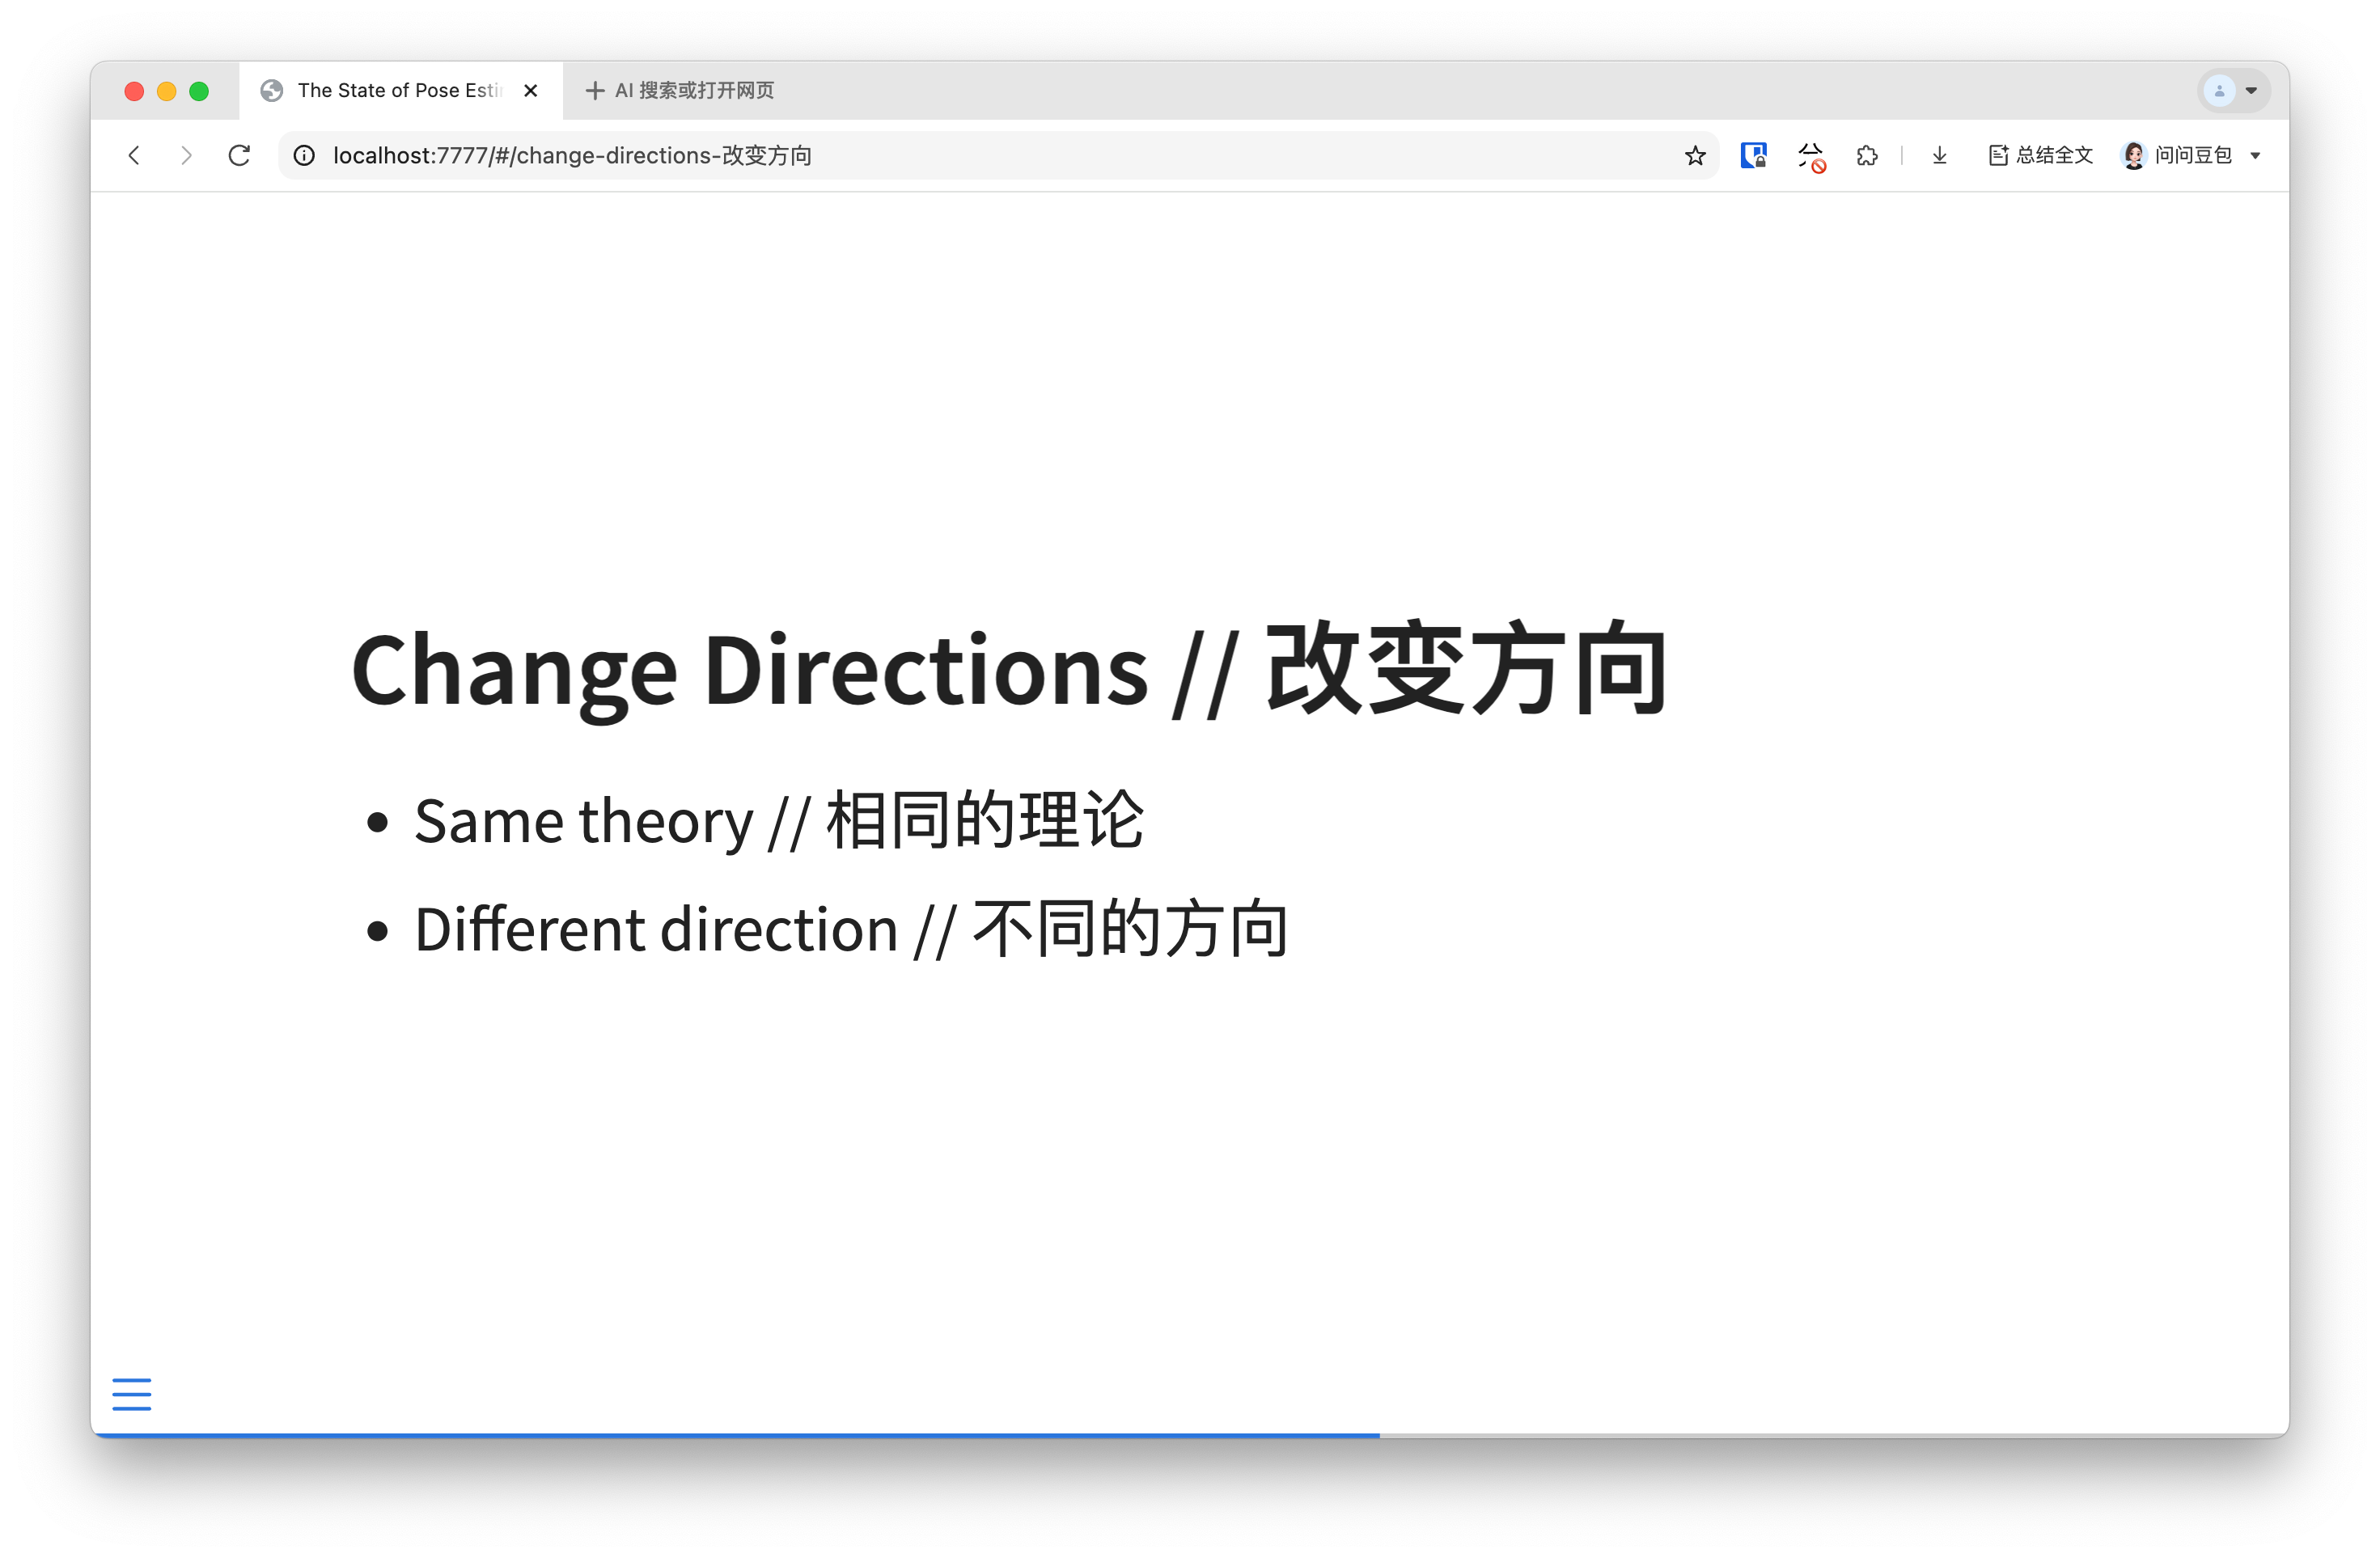 The State of Pose Esti
AI 搜索或打开网页
localhost:7777/#/change-directions-改变方向
总结全文
问问豆包
Change Directions // 改变方向
Same theory // 相同的理论
Different direction // 不同的方向